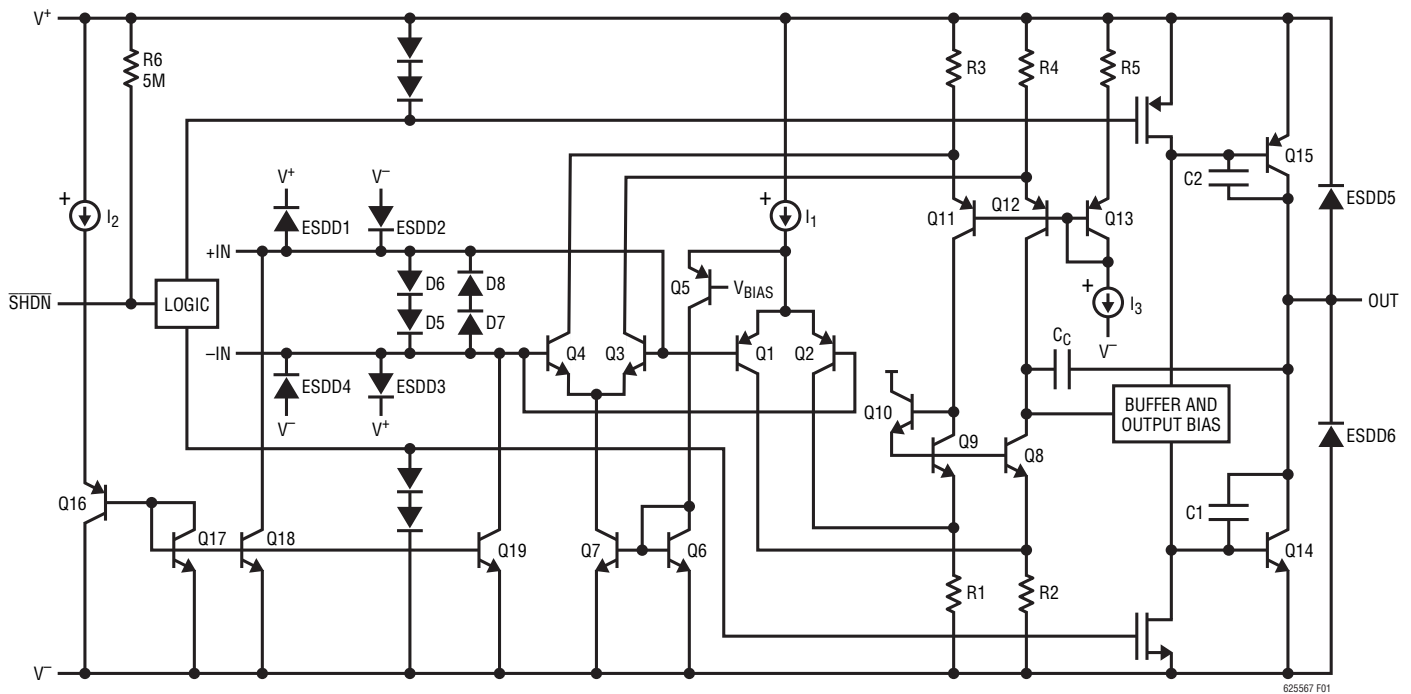 V+
R6
5M
R3
R4
R5
Q15
C2
V+
V−
I2
ESDD1
ESDD2
I1
Q11
Q12
Q13
ESDD5
+IN
D6
D8
Q5
VBIAS
I3
SHDN
LOGIC
OUT
D5
D7
V−
−IN
Q4
Q3
Q1
Q2
CC
ESDD4
ESDD3
V−
V+
Q10
BUFFER AND
OUTPUT BIAS
Q9
Q8
ESDD6
Q16
C1
Q17
Q18
Q19
Q7
Q6
Q14
R1
R2
V−
625567 F01